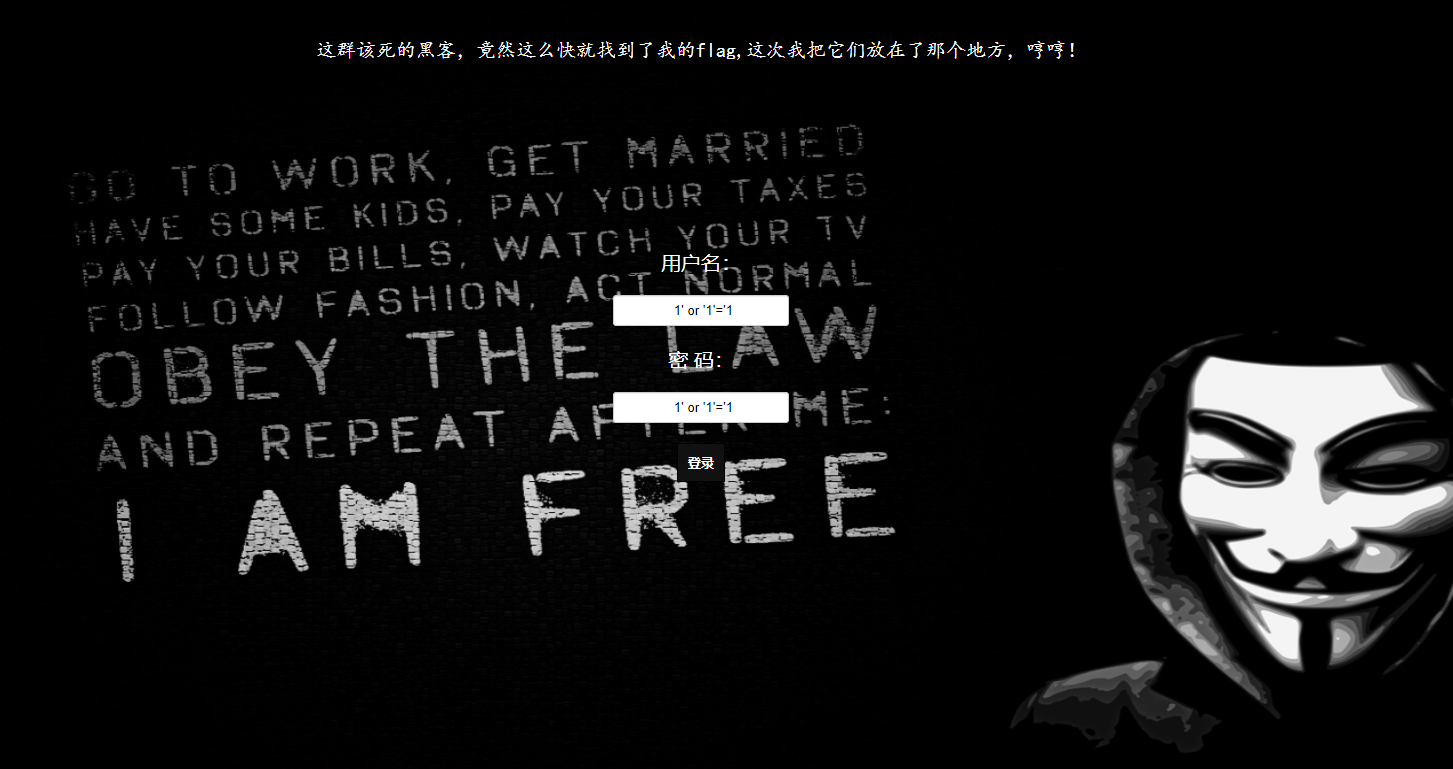 这群该死的黑客，竟然这么快就找到了我的flag,这次我把它们放在了那个地方，哼哼！
GO TO WORK, GET MARRIED
HAVE SOME KIDS, PAY YOUR TAXES
PAY YOUR BILLS, WATCH YOUR TV
FOLLOW FASHION, ACT NORMAL
OBEY THE LAW
AND REPEAT AFTER ME:
I AM FREE
用户名：
1' or '1'='1
密 码：
1' or '1'='1
登录